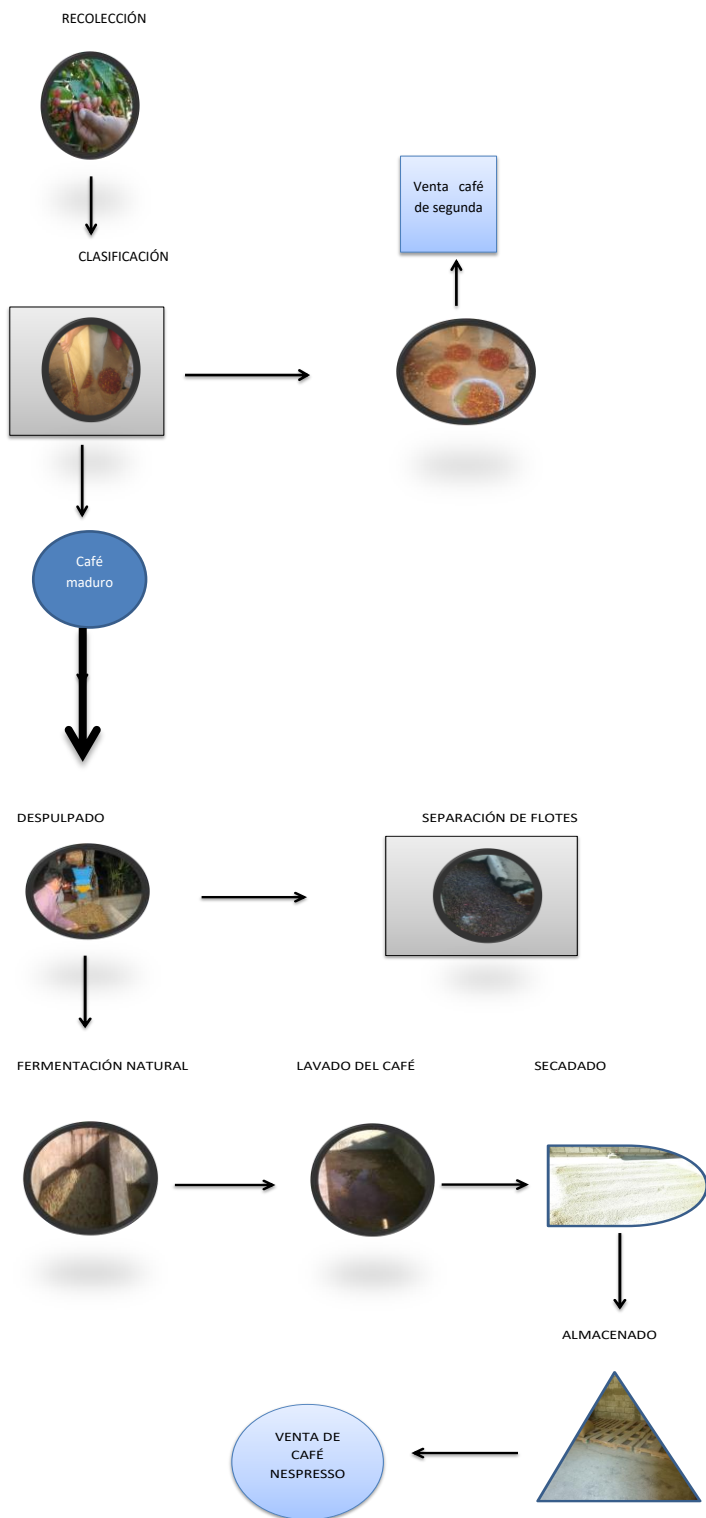 RECOLECCIÓN
Venta café
de segunda
CLASIFICACIÓN
Café
maduro
DESPULPADO
SEPARACIÓN DE FLOTES
FERMENTACIÓN NATURAL
LAVADO DEL CAFÉ
SECADADO
ALMACENADO
VENTA DE
CAFÉ
NESPRESSO